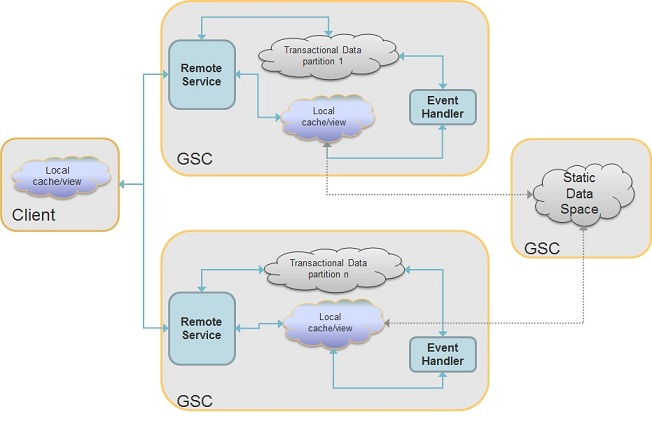 Transactional Data
partition 1
Remote
Service
Local
cache/view
Event
Handler
GSC
Local
cache/view
Client
Static
Data
Space
GSC
Transactional Data
partition n
Remote
Service
Local
cache/view
Event
Handler
GSC